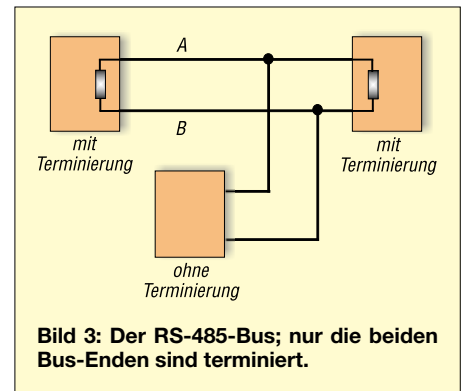 A
B
mit
Terminierung
mit
Terminierung
ohne
Terminierung
Bild 3: Der RS-485-Bus; nur die beiden
Bus-Enden sind terminiert.